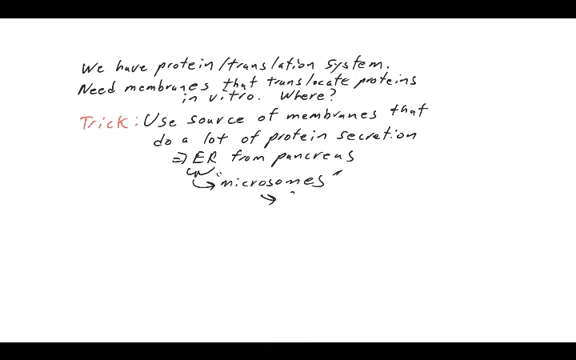 We have protein/translation system.
Need membranes that translocate proteins
in vitro. Where?
Trick: Use source of membranes that
do a lot of protein secretion
⇒ ER from pancreas
↳ "microsomes"
→